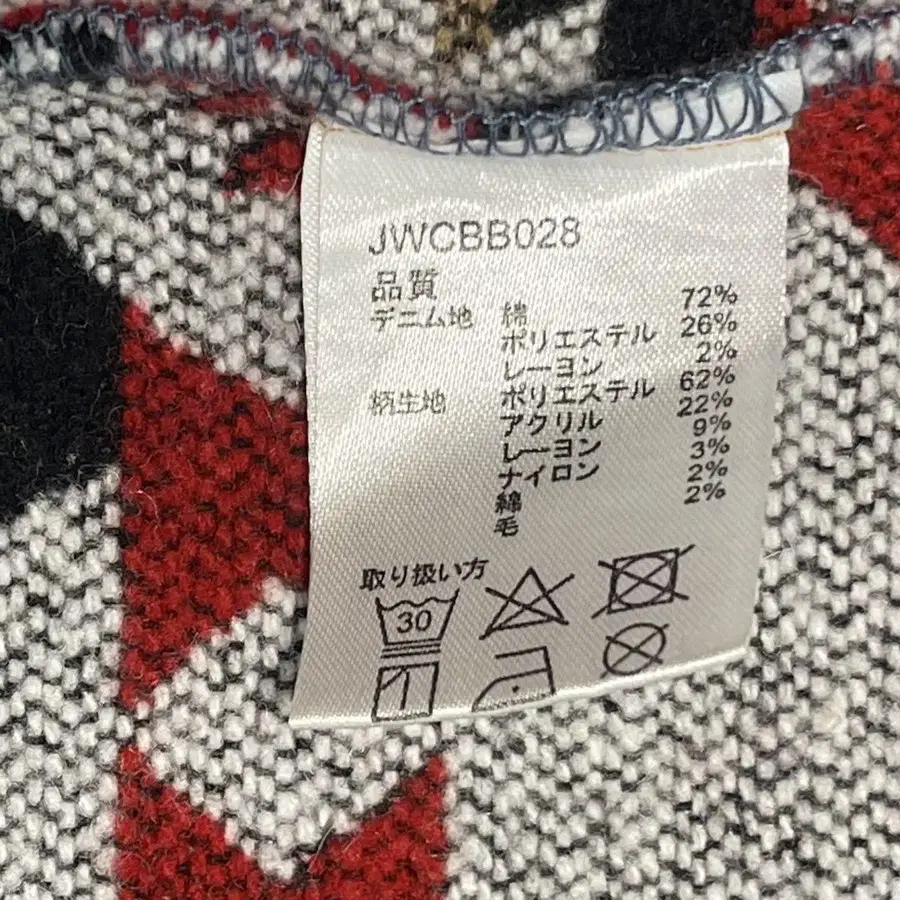 JWCBB028
品質
デニム地 綿 72%
ポリエステル 26%
レーヨン 2%
柄生地 ポリエステル 62%
アクリル 22%
レーヨン 9%
ナイロン 3%
綿 2%
毛 2%
取り扱い方
30